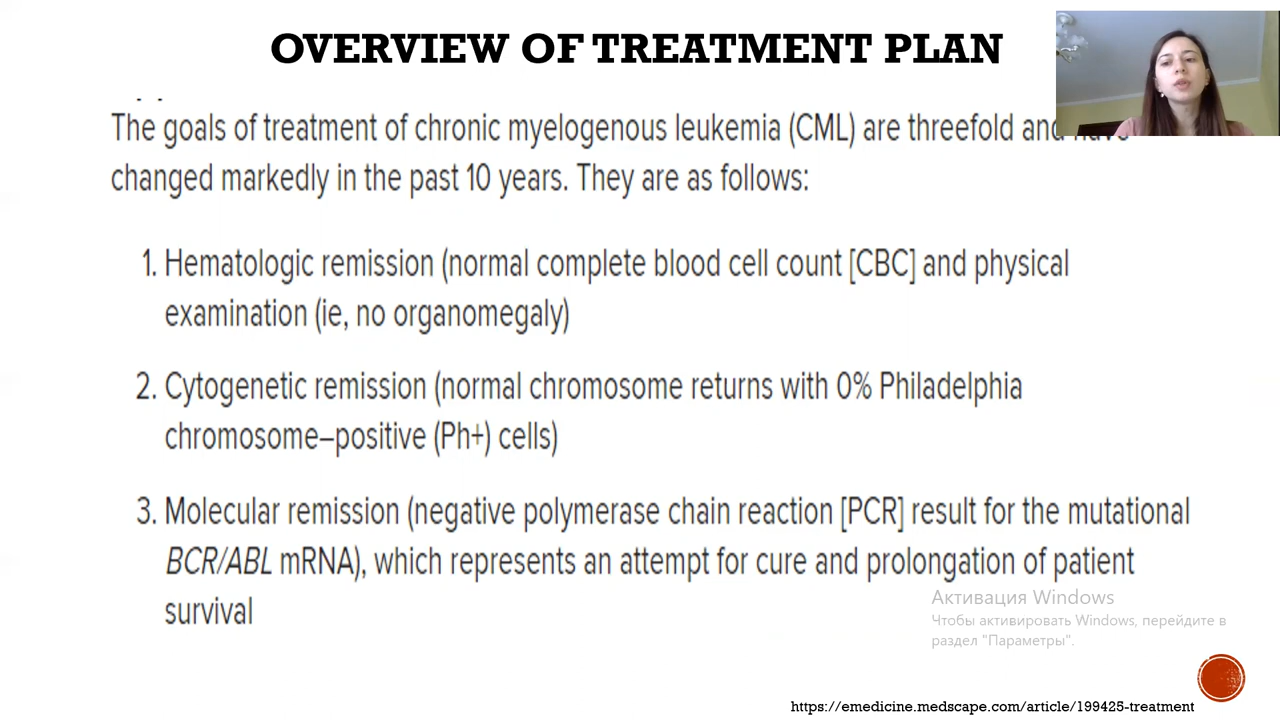 OVERVIEW OF TREATMENT PLAN
The goals of treatment of chronic myelogenous leukemia (CML) are threefold and have
changed markedly in the past 10 years. They are as follows:
1. Hematologic remission (normal complete blood cell count [CBC] and physical
examination (ie, no organomegaly)
2. Cytogenetic remission (normal chromosome returns with 0% Philadelphia
chromosome–positive (Ph+) cells)
3. Molecular remission (negative polymerase chain reaction [PCR] result for the mutational
BCR/ABL mRNA), which represents an attempt for cure and prolongation of patient
survival
Активация Windows
Чтобы активировать Windows, перейдите в
раздел "Параметры".
https://emedicine.medscape.com/article/199425-treatment